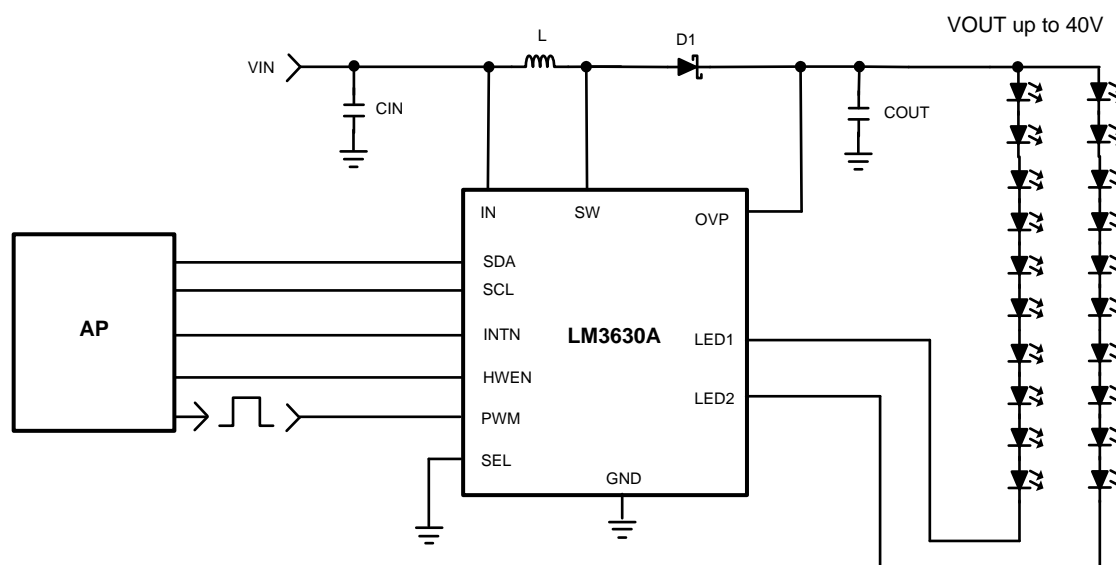 VOUT up to 40V
L
D1
VIN
CIN
COUT
IN
SW
OVP
SDA
SCL
AP
INTN
LM3630A
LED1
HWEN
LED2
PWM
SEL
GND